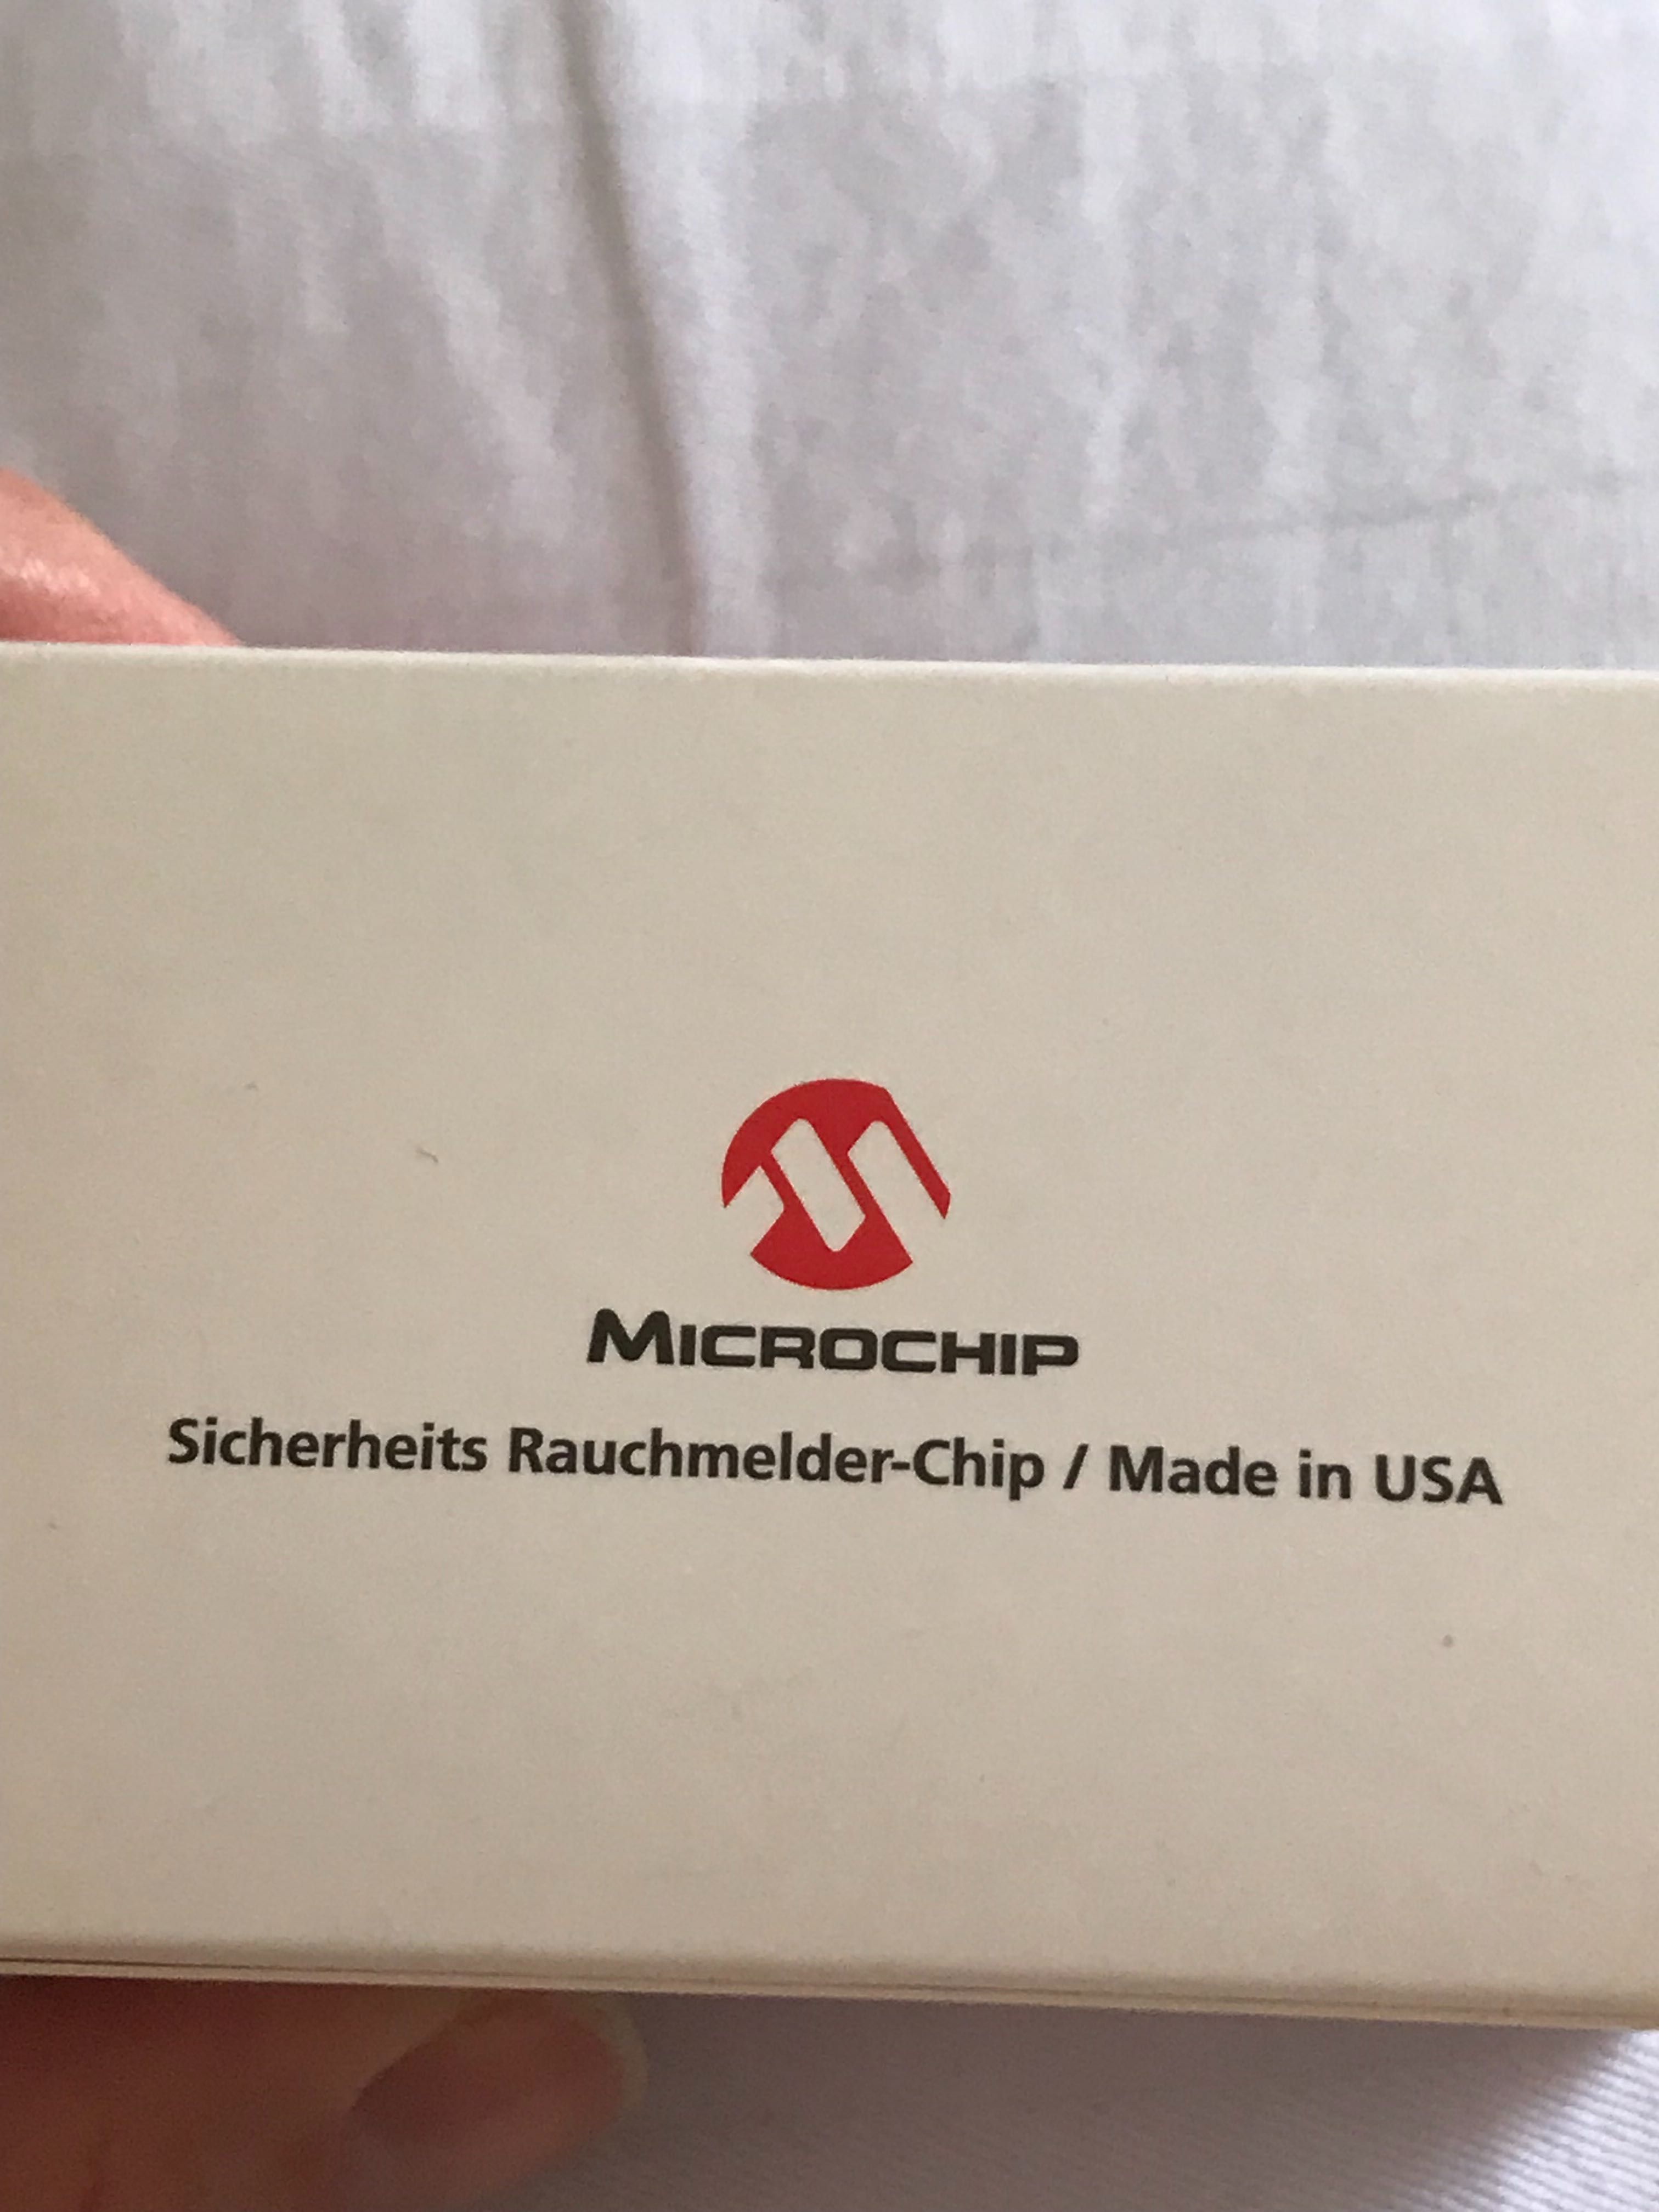 MICROCHIP
Sicherheits Rauchmelder-Chip / Made in USA